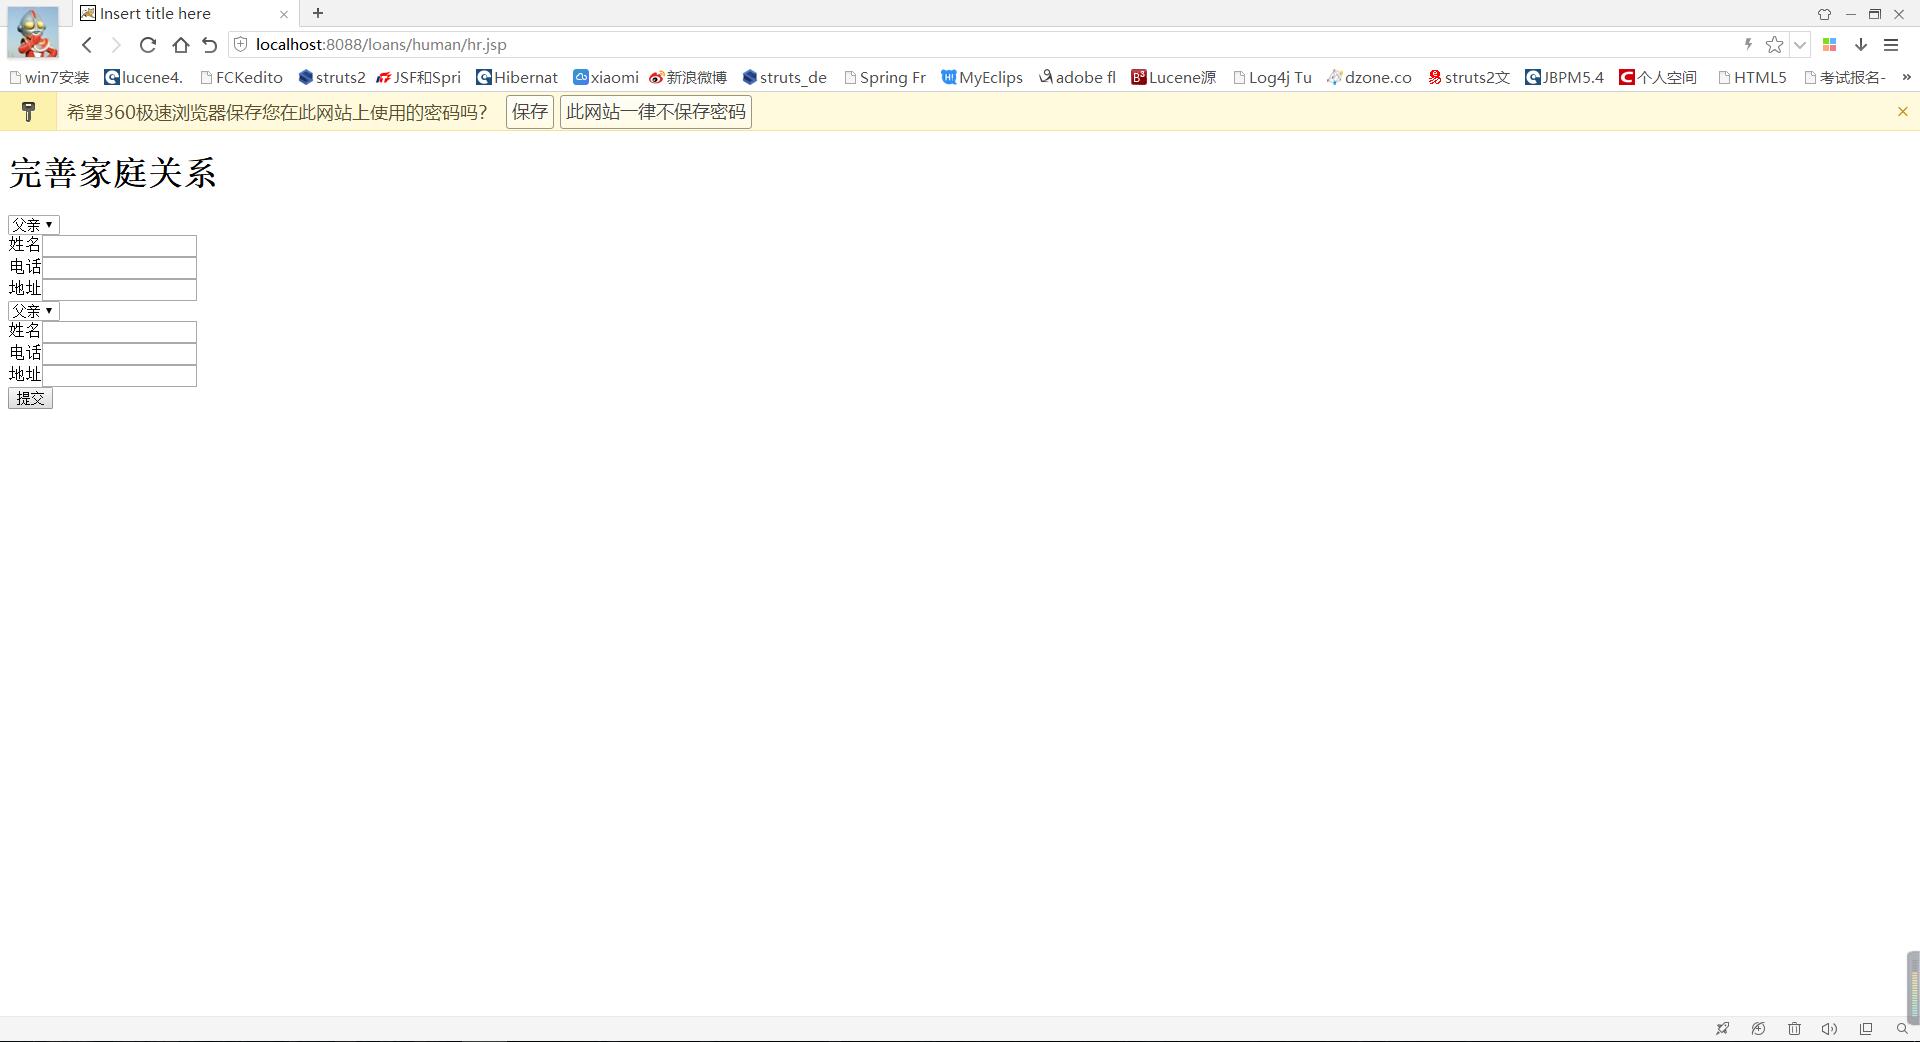 Insert title here
localhost:8088/loans/human/hr.jsp
win7安装 lucene4. FCKedito struts2 JSF和Spri Hibernat xiaomi 新浪微博 struts_de Spring Fr MyEclips adobe fl Lucene源 Log4j Tu dzone.co struts2文 JBPM5.4 个人空间 HTML5 考试报名-
希望360极速浏览器保存您在此网站上使用的密码吗? 保存 此网站一律不保存密码
完善家庭关系
父亲
姓名
电话
地址
父亲
姓名
电话
地址
提交